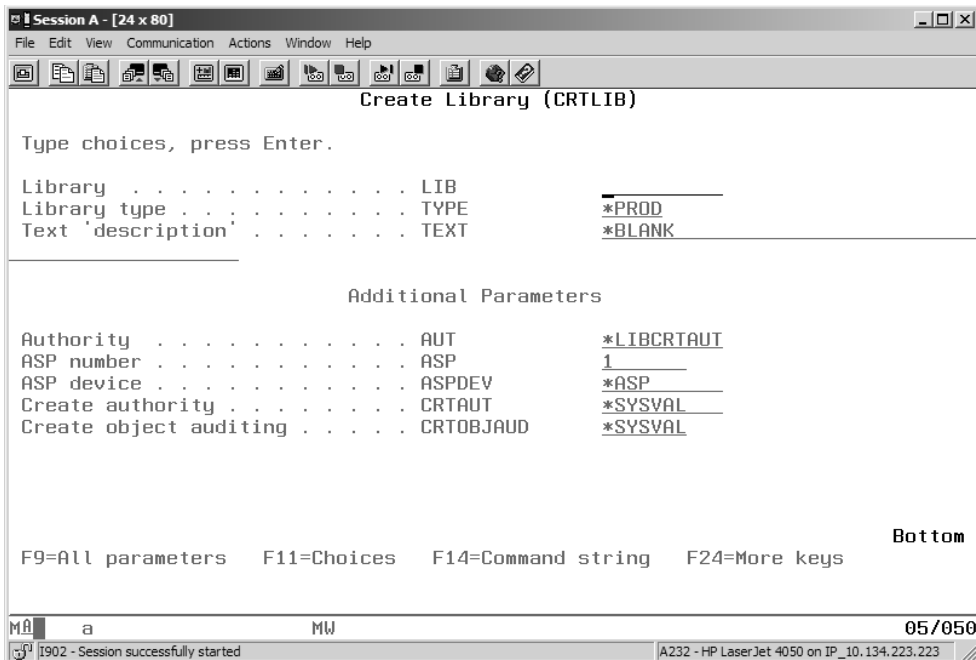 Session A - [24 x 80]
File Edit View Communication Actions Window Help
Create Library (CRTLIB)
Type choices, press Enter.
Library . . . . . . . . . . . . LIB
Library type . . . . . . . . . . TYPE *PROD
Text 'description' . . . . . . . TEXT *BLANK
Additional Parameters
Authority . . . . . . . . . . . AUT *LIBCRTAUT
ASP number . . . . . . . . . . . ASP 1
ASP device . . . . . . . . . . . ASPDEV *ASP
Create authority . . . . . . . . CRTAUT *SYSVAL
Create object auditing . . . . . CRTOBJAUD *SYSVAL
Bottom
F9=All parameters F11=Choices F14=Command string F24=More keys
MA a MW 05/050
I902 - Session successfully started A232 - HP LaserJet 4050 on IP_10.134.223.223